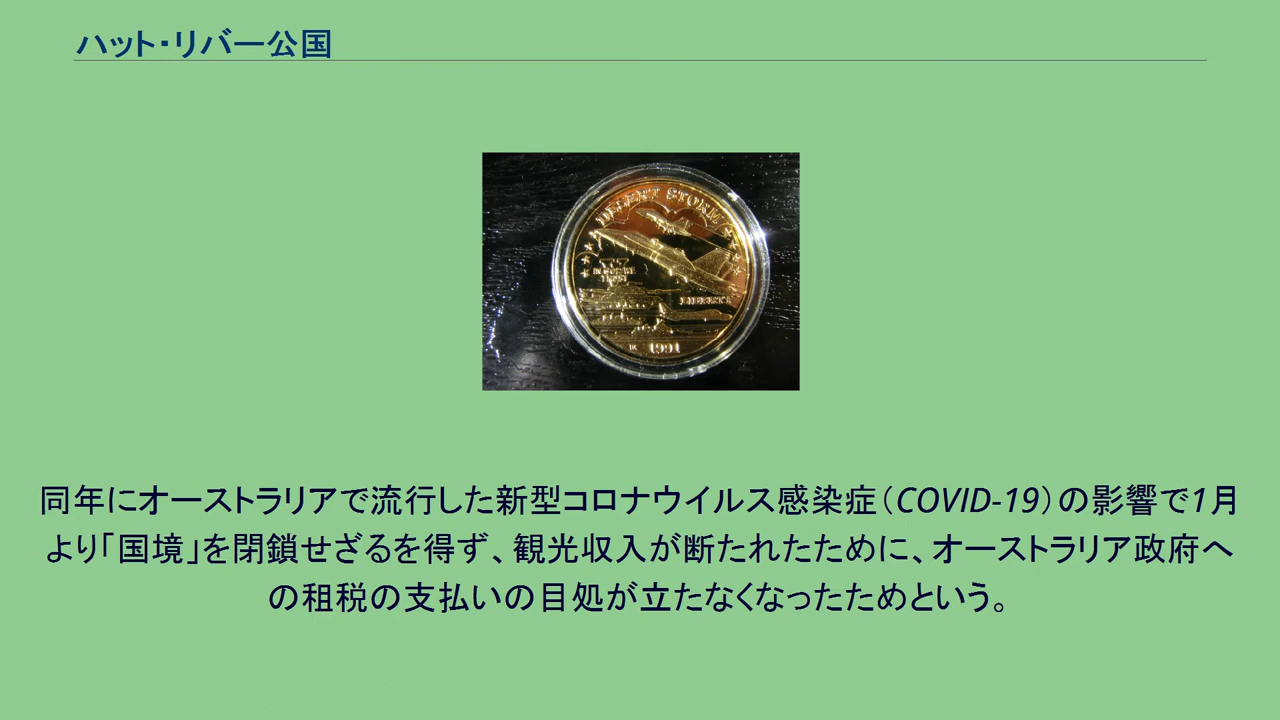 ハット・リバー公国
DESERT STORM
LIBERTY
1991
同年にオーストラリアで流行した新型コロナウイルス感染症（COVID-19）の影響で1月
より「国境」を閉鎖せざるを得ず、観光収入が断たれたために、オーストラリア政府へ
の租税の支払いの目処が立たなくなったためという。